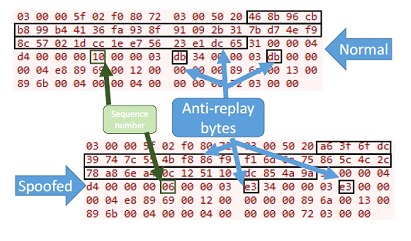 03 00 00 5f 02 f0 80 72 03 00 50 20 46 8b 96 cb
b8 99 b4 41 36 fa 93 8f 91 09 2b 31 7b d7 4e f9
8c 57 02 1d cc 1e e7 56 23 e1 dc 65 31 00 00 04
d4 00 00 00 10 00 00 03 db 34 00 00 03 db 00 00
00 04 e8 89 69 00 12 00 00 13 00
89 6b 00 04 00 00 72 03 00 00
Normal
Sequence number
Anti-replay bytes
03 00 00 5f 02 f0 80 03 00 50 20 a6 3f 6f dc
39 74 7c 55 4b f8 86 f9 f1 6d 75 86 5c 4c 2c
78 a8 6e 0c 12 51 10 dc 85 4a 9a 00 00 04
d4 00 00 00 06 00 00 03 e3 34 00 00 03 e3 00 00
00 04 e8 89 69 00 12 00 00 00 00 89 6a 00 13 00
89 6b 00 04 00 00 00 00 00 00 72 03 00 00
Spoofed